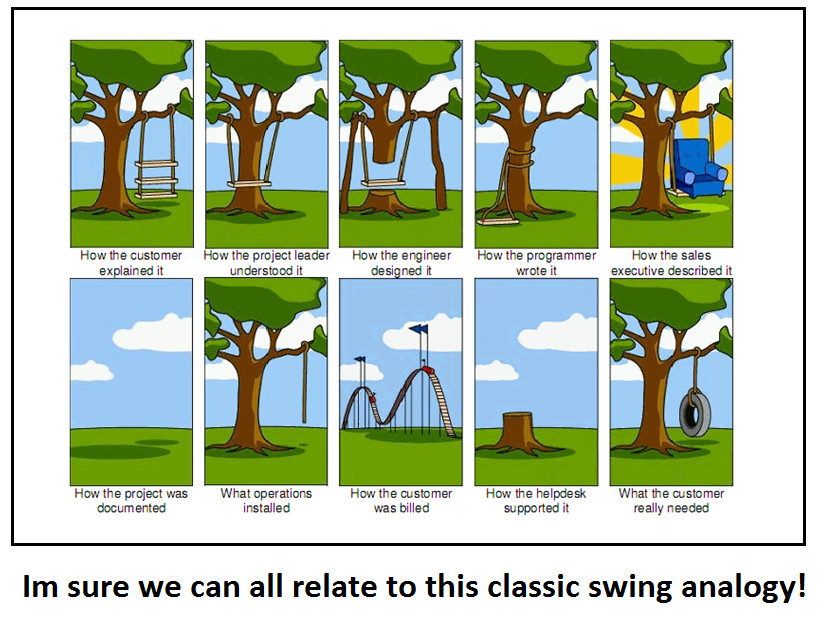 How the customer
explained it
How the project leader
understood it
How the engineer
designed it
How the programmer
wrote it
How the sales
executive described it
How the project was
documented
What operations
installed
How the customer
was billed
How the helpdesk
supported it
What the customer
really needed
Im sure we can all relate to this classic swing analogy!